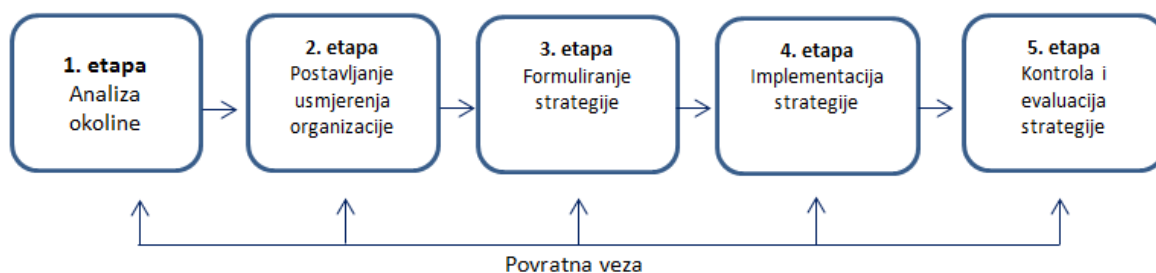 1. etapa
Analiza
okoline
2. etapa
Postavljanje
usmjerenja
organizacije
3. etapa
Formuliranje
strategije
4. etapa
Implementacija
strategije
5. etapa
Kontrola i
evaluacija
strategije
Povratna veza